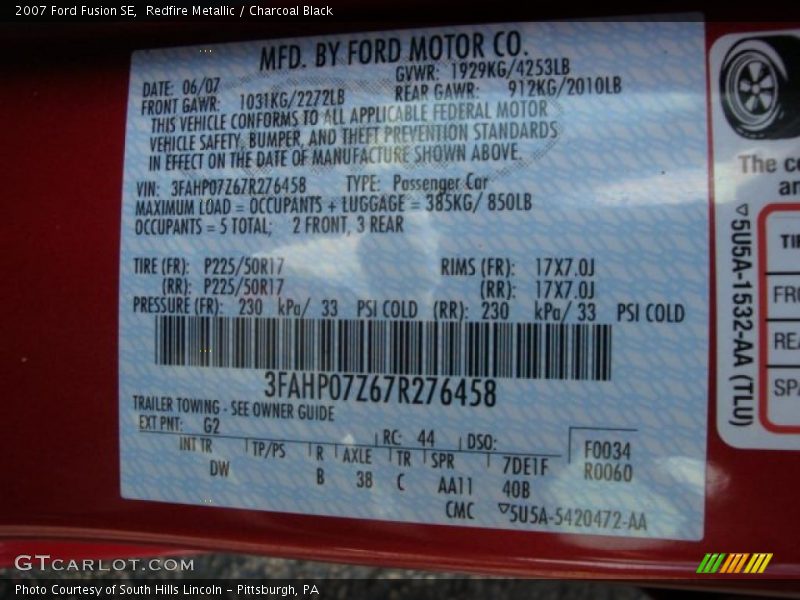 2007 Ford Fusion SE, Redfire Metallic / Charcoal Black
MFD. BY FORD MOTOR CO.
DATE: 06/07 GVWR: 1929KG/4253LB
FRONT GAWR: 1031KG/2272LB REAR GAWR: 912KG/2010LB
THIS VEHICLE CONFORMS TO ALL APPLICABLE FEDERAL MOTOR
VEHICLE SAFETY, BUMPER, AND THEFT PREVENTION STANDARDS
IN EFFECT ON THE DATE OF MANUFACTURE SHOWN ABOVE.
VIN: 3FAHP07Z67R276458 TYPE: Passenger Car
MAXIMUM LOAD = OCCUPANTS + LUGGAGE = 385KG/ 850LB
OCCUPANTS = 5 TOTAL; 2 FRONT, 3 REAR
TIRE (FR): P225/50R17 RIMS (FR): 17X7.0J
(RR): P225/50R17 (RR): 17X7.0J
PRESSURE (FR): 230 kPa/ 33 PSI COLD (RR): 230 kPa/ 33 PSI COLD
3FAHP07Z67R276458
TRAILER TOWING - SEE OWNER GUIDE
EXT PNT: G2 RC: 44 DSO: F0034
INT TR TP/PS R AXLE TR SPR 7DE1F R0060
DW B 38 C AA11 40B
CMC 5U5A-5420472-AA
The co
an
5U5A-1532-AA (TLU)
TI
FRO
REA
SPA
GTCARLOT.COM
Photo Courtesy of South Hills Lincoln - Pittsburgh, PA